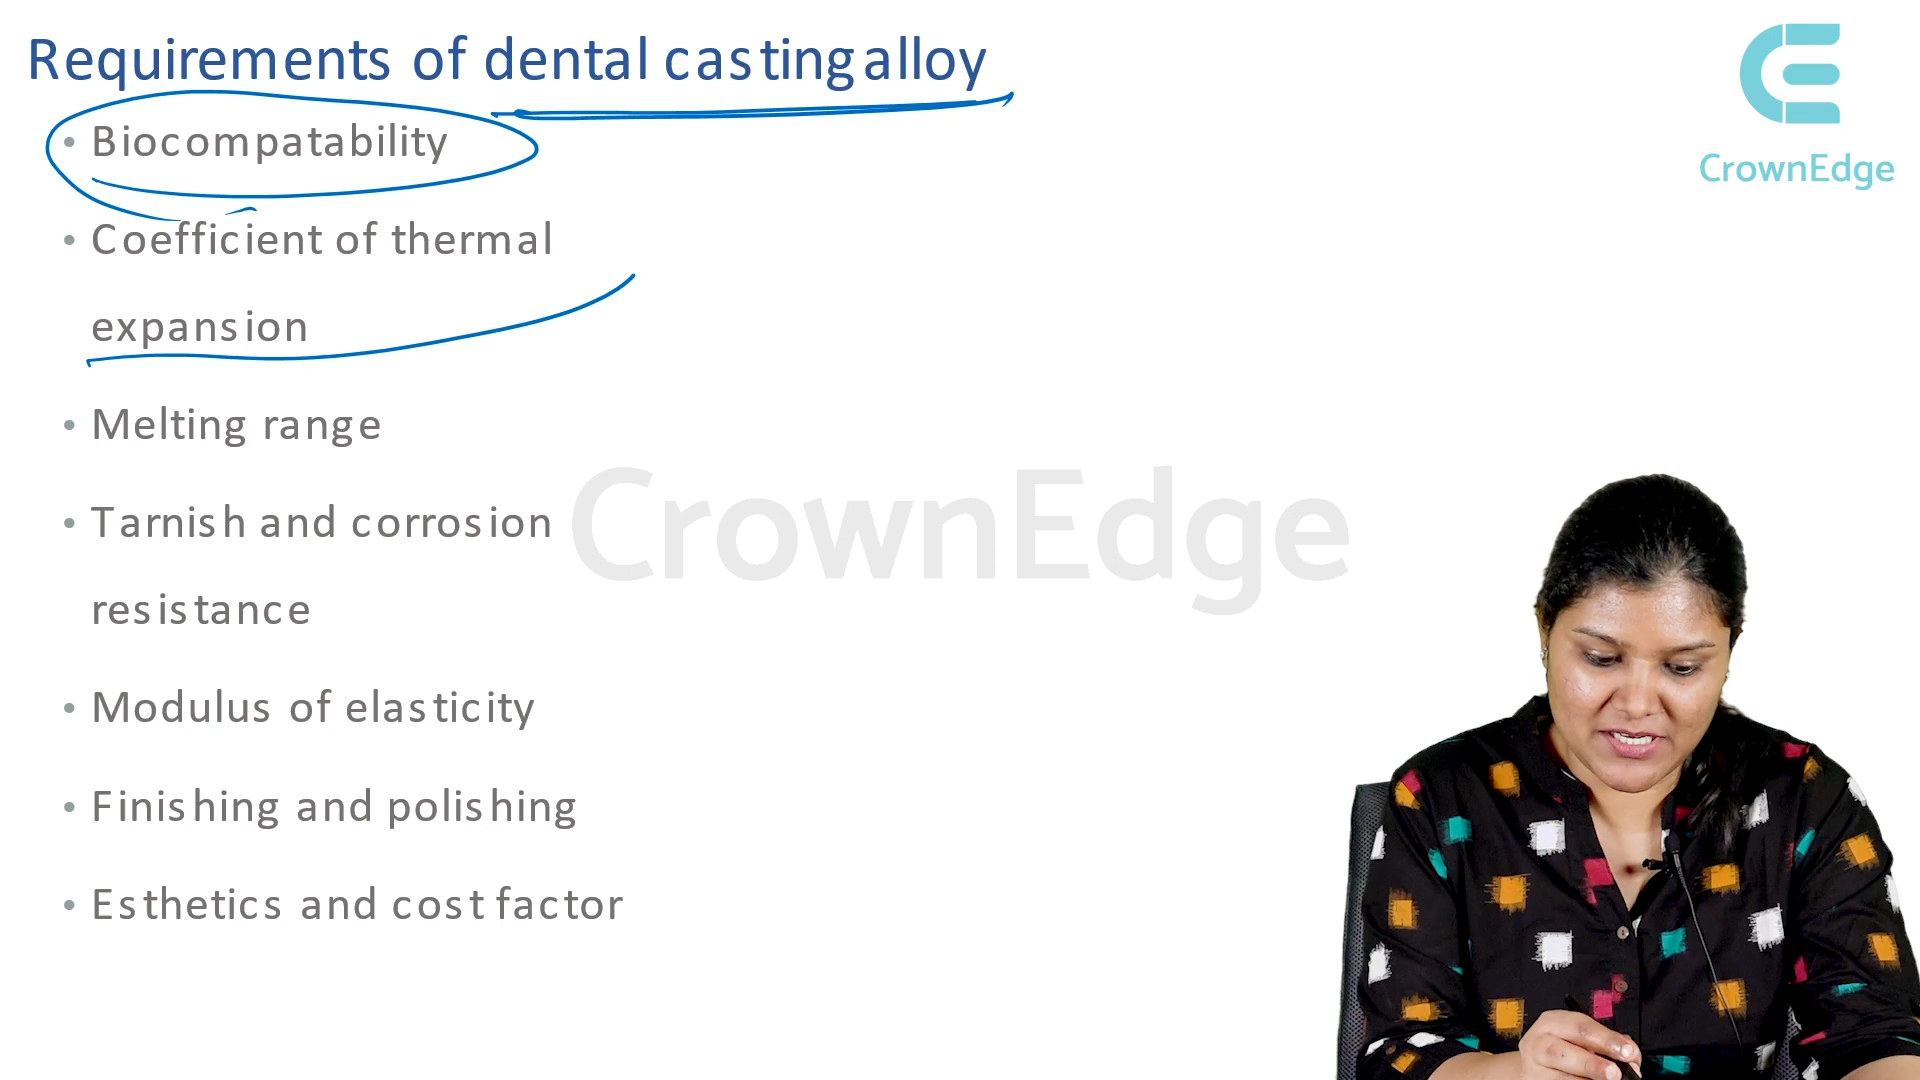 Requirements of dental casting alloy
• Biocompatability
• Coefficient of thermal
expansion
• Melting range
• Tarnish and corrosion
resistance
• Modulus of elasticity
• Finishing and polishing
• Esthetics and cost factor
CrownEdge
CrownEdge